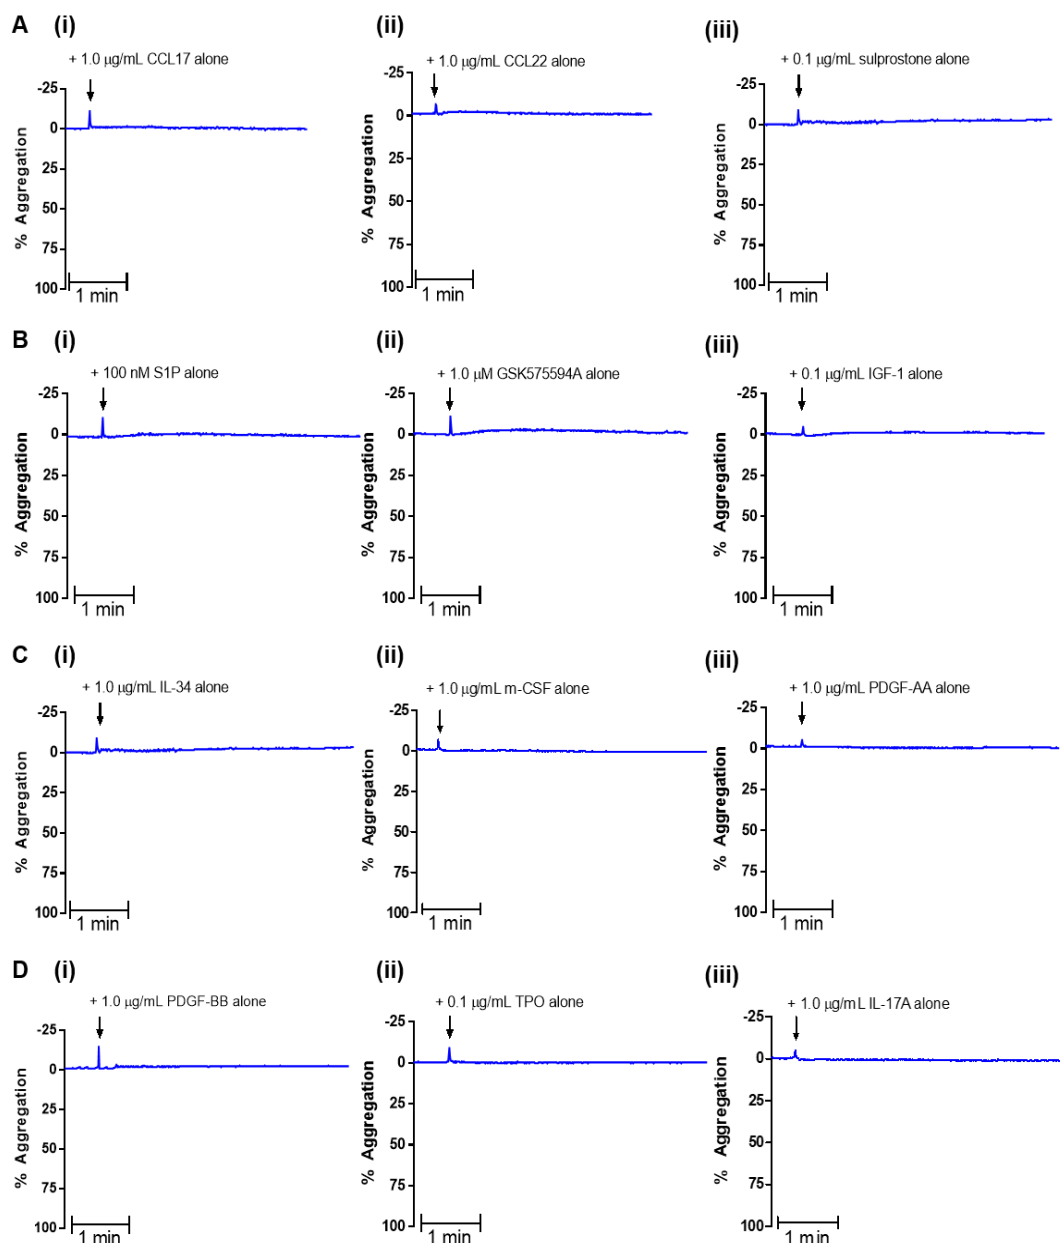 A (i) (ii) (iii)
+ 1.0 µg/mL CCL17 alone
+ 1.0 µg/mL CCL22 alone
+ 0.1 µg/mL sulprostone alone
% Aggregation
-25
0
25
50
75
100
1 min
% Aggregation
-25
0
25
50
75
100
1 min
% Aggregation
-25
0
25
50
75
100
1 min
B (i) (ii) (iii)
+ 100 nM S1P alone
+ 1.0 µM GSK575594A alone
+ 0.1 µg/mL IGF-1 alone
% Aggregation
-25
0
25
50
75
100
1 min
% Aggregation
-25
0
25
50
75
100
1 min
% Aggregation
-25
0
25
50
75
100
1 min
C (i) (ii) (iii)
+ 1.0 µg/mL IL-34 alone
+ 1.0 µg/mL m-CSF alone
+ 1.0 µg/mL PDGF-AA alone
% Aggregation
-25
0
25
50
75
100
1 min
% Aggregation
-25
0
25
50
75
100
1 min
% Aggregation
-25
0
25
50
75
100
1 min
D (i) (ii) (iii)
+ 1.0 µg/mL PDGF-BB alone
+ 0.1 µg/mL TPO alone
+ 1.0 µg/mL IL-17A alone
% Aggregation
-25
0
25
50
75
100
1 min
% Aggregation
-25
0
25
50
75
100
1 min
% Aggregation
-25
0
25
50
75
100
1 min